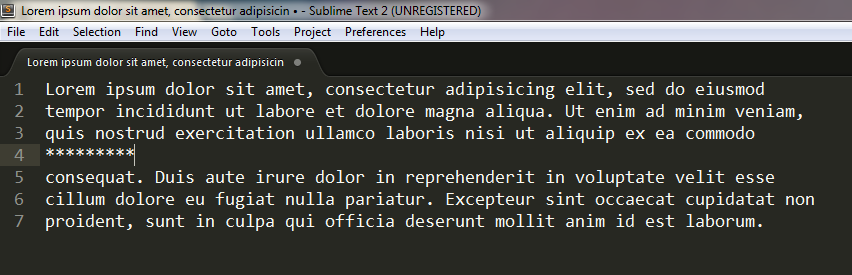 Lorem ipsum dolor sit amet, consectetur adipisicin • - Sublime Text 2 (UNREGISTERED)
File Edit Selection Find View Goto Tools Project Preferences Help
Lorem ipsum dolor sit amet, consectetur adipisicin
1 Lorem ipsum dolor sit amet, consectetur adipisicing elit, sed do eiusmod
2 tempor incididunt ut labore et dolore magna aliqua. Ut enim ad minim veniam,
3 quis nostrud exercitation ullamco laboris nisi ut aliquip ex ea commodo
4 *********
5 consequat. Duis aute irure dolor in reprehenderit in voluptate velit esse
6 cillum dolore eu fugiat nulla pariatur. Excepteur sint occaecat cupidatat non
7 proident, sunt in culpa qui officia deserunt mollit anim id est laborum.